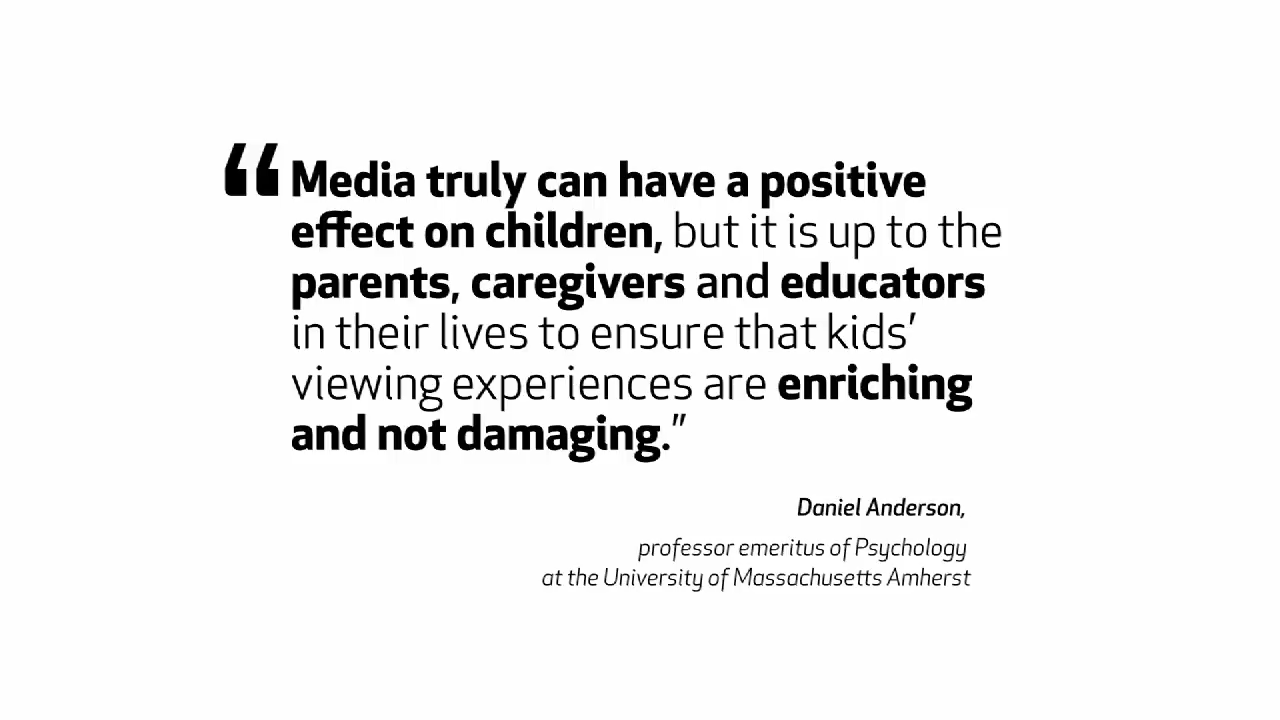 “Media truly can have a positive
effect on children, but it is up to the
parents, caregivers and educators
in their lives to ensure that kids’
viewing experiences are enriching
and not damaging.”
Daniel Anderson,
professor emeritus of Psychology
at the University of Massachusetts Amherst